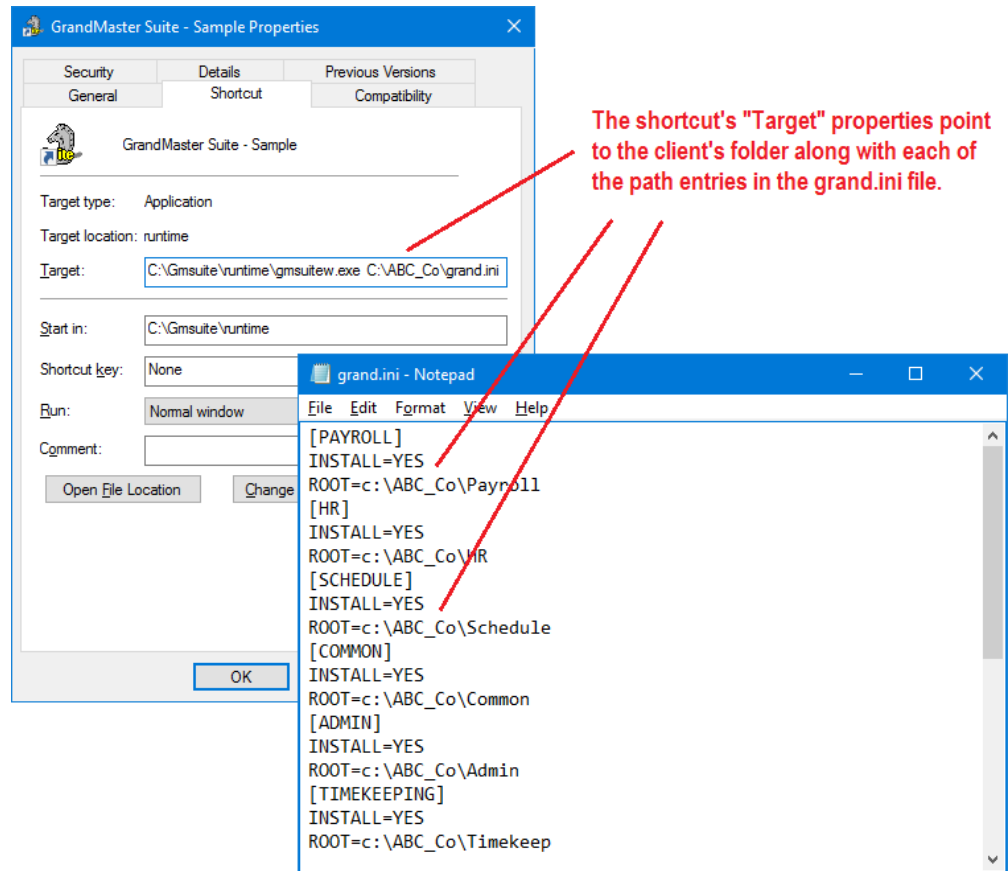 GrandMaster Suite - Sample Properties
Security Details Previous Versions
General Shortcut Compatibility
GrandMaster Suite - Sample
Target type: Application
Target location: runtime
Target: C:\Gmsuite\runtime\gmsuitew.exe C:\ABC_Co\grand.ini
Start in: C:\Gmsuite\runtime
Shortcut key: None
Run: Normal window
Comment:
Open File Location Change
OK
The shortcut's "Target" properties point
to the client's folder along with each of
the path entries in the grand.ini file.
grand.ini - Notepad
File Edit Format View Help
[PAYROLL]
INSTALL=YES
ROOT=c:\ABC_Co\Payroll
[HR]
INSTALL=YES
ROOT=c:\ABC_Co\HR
[SCHEDULE]
INSTALL=YES
ROOT=c:\ABC_Co\Schedule
[COMMON]
INSTALL=YES
ROOT=c:\ABC_Co\Common
[ADMIN]
INSTALL=YES
ROOT=c:\ABC_Co\Admin
[TIMEKEEPING]
INSTALL=YES
ROOT=c:\ABC_Co\Timekeep